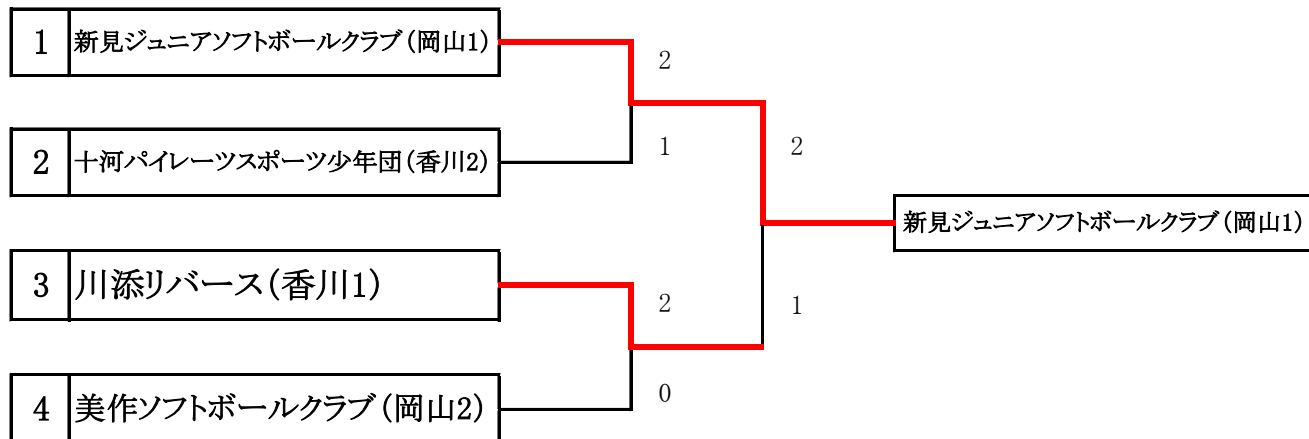 1 新見ジュニアソフトボールクラブ(岡山1)
2
1
2 十河パイレーツスポーツ少年団(香川2)
2
新見ジュニアソフトボールクラブ(岡山1)
3 川添リバース(香川1)
2
1
0
4 美作ソフトボールクラブ(岡山2)